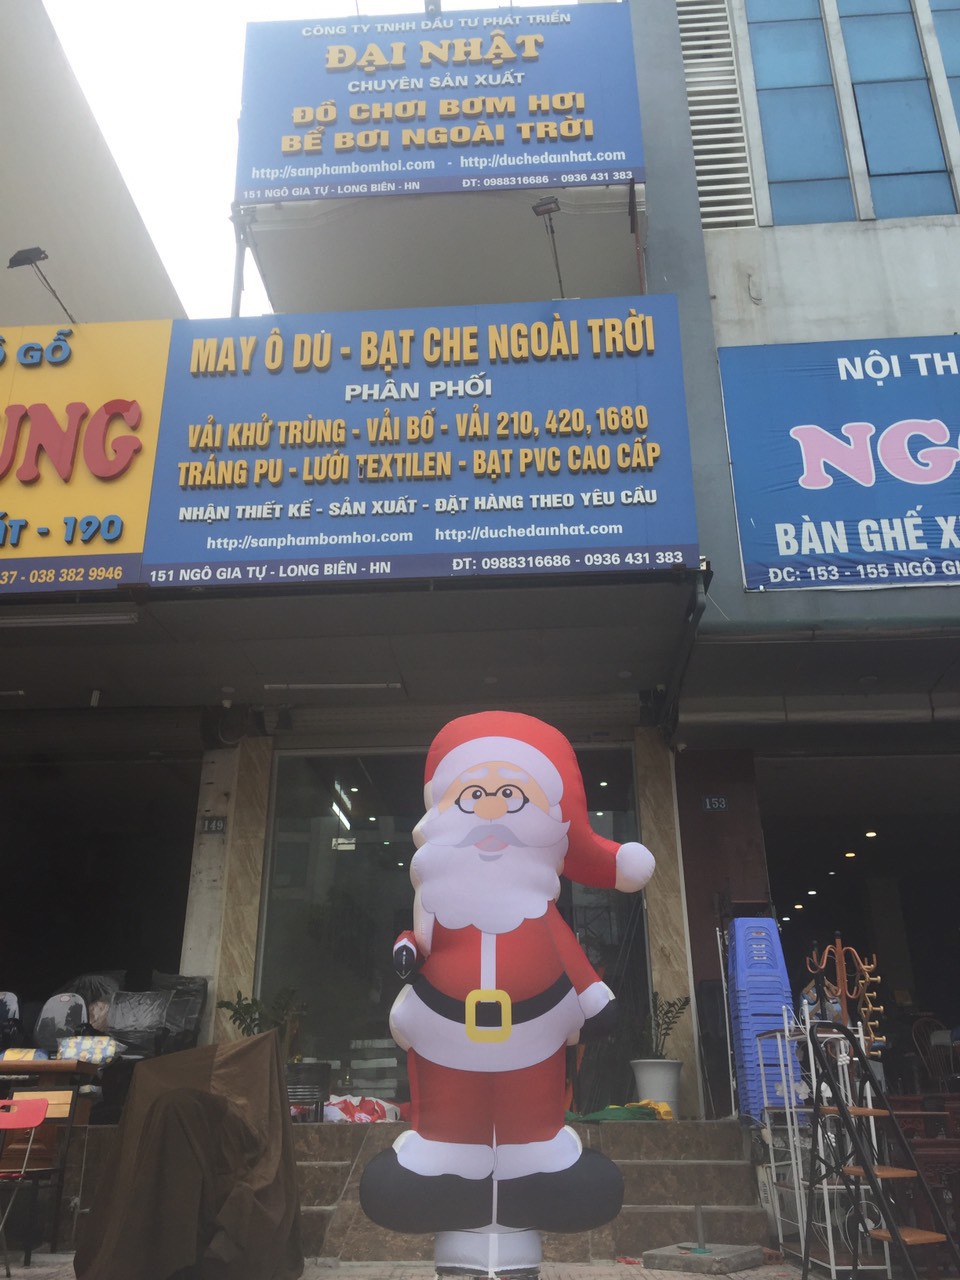 CÔNG TY TNHH ĐẦU TƯ PHÁT TRIỂN
ĐẠI NHẬT
CHUYÊN SẢN XUẤT
ĐỒ CHƠI BƠM HƠI
BỂ BƠI NGOÀI TRỜI
http://sanphambomhoi.com - http://duchedainhat.com
151 NGÔ GIA TỰ - LONG BIÊN - HN ĐT: 0988316686 - 0936 431 383
MAY Ô DÙ - BẠT CHE NGOÀI TRỜI
PHÂN PHỐI
VẢI KHỬ TRÙNG - VẢI BỐ - VẢI 210, 420, 1680
TRÁNG PU - LƯỚI TEXTILEN - BẠT PVC CAO CẤP
NHẬN THIẾT KẾ - SẢN XUẤT - ĐẶT HÀNG THEO YÊU CẦU
http://sanphambomhoi.com http://duchedainhat.com
151 NGÔ GIA TỰ - LONG BIÊN - HN ĐT: 0988316686 - 0936 431 383
GỖ
UNG
ÁT - 190
37 - 038 382 9946
NỘI TH
NG
BÀN GHẾ X
ĐC: 153 - 155 NGÔ GI
149
153